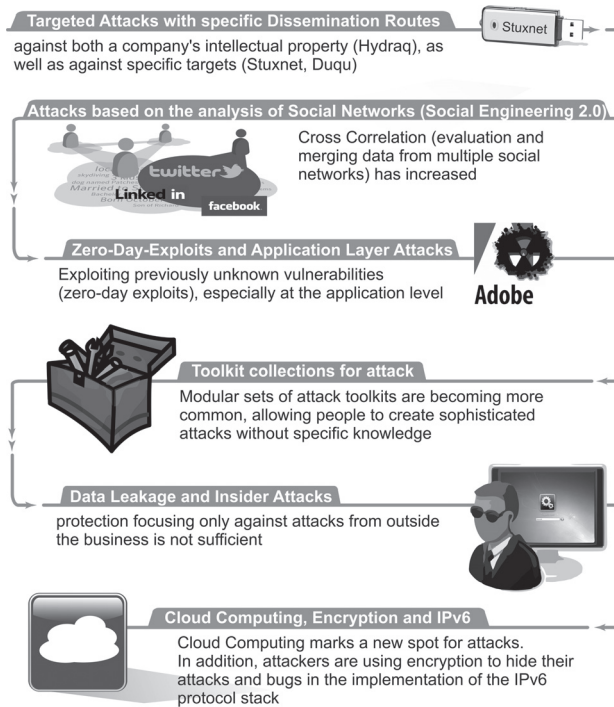 Targeted Attacks with specific Dissemination Routes
Stuxnet
against both a company's intellectual property (Hydraq), as
well as against specific targets (Stuxnet, Duqu)
Attacks based on the analysis of Social Networks (Social Engineering 2.0)
Cross Correlation (evaluation and
merging data from multiple social
networks) has increased
skydiving
twitter
Married to S
Linked in
facebook
Zero-Day-Exploits and Application Layer Attacks
Exploiting previously unknown vulnerabilities
(zero-day exploits), especially at the application level
Adobe
Toolkit collections for attack
Modular sets of attack toolkits are becoming more
common, allowing people to create sophisticated
attacks without specific knowledge
Data Leakage and Insider Attacks
protection focusing only against attacks from outside
the business is not sufficient
Cloud Computing, Encryption and IPv6
Cloud Computing marks a new spot for attacks.
In addition, attackers are using encryption to hide their
attacks and bugs in the implementation of the IPv6
protocol stack